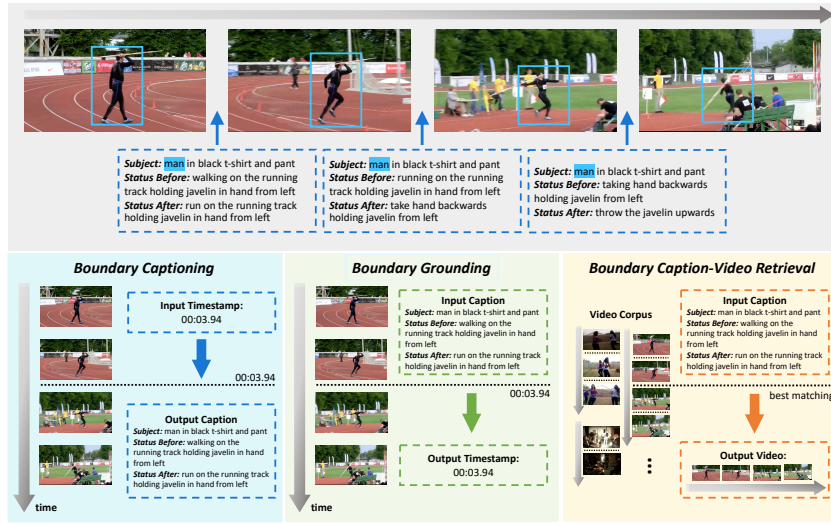 Subject: man in black t-shirt and pant
Status Before: walking on the running
track holding javelin in hand from left
Status After: run on the running track
holding javelin in hand from left
Subject: man in black t-shirt and pant
Status Before: running on the running
track holding javelin in hand from left
Status After: take hand backwards
holding javelin from left
Subject: man in black t-shirt and pant
Status Before: taking hand backwards
holding javelin from left
Status After: throw the javelin upwards
Boundary Captioning
Input Timestamp:
00:03.94
00:03.94
Output Caption
Subject: man in black t-shirt and pant
Status Before: walking on the
running track holding javelin in hand
from left
Status After: run on the running track
holding javelin in hand from left
time
Boundary Grounding
Input Caption
Subject: man in black t-shirt and pant
Status Before: walking on the
running track holding javelin in hand
from left
Status After: run on the running track
holding javelin in hand from left
00:03.94
Output Timestamp:
00:03.94
time
Boundary Caption-Video Retrieval
Video Corpus
Input Caption
Subject: man in black t-shirt and pant
Status Before: walking on the
running track holding javelin in hand
from left
Status After: run on the running track
holding javelin in hand from left
best matching
Output Video: